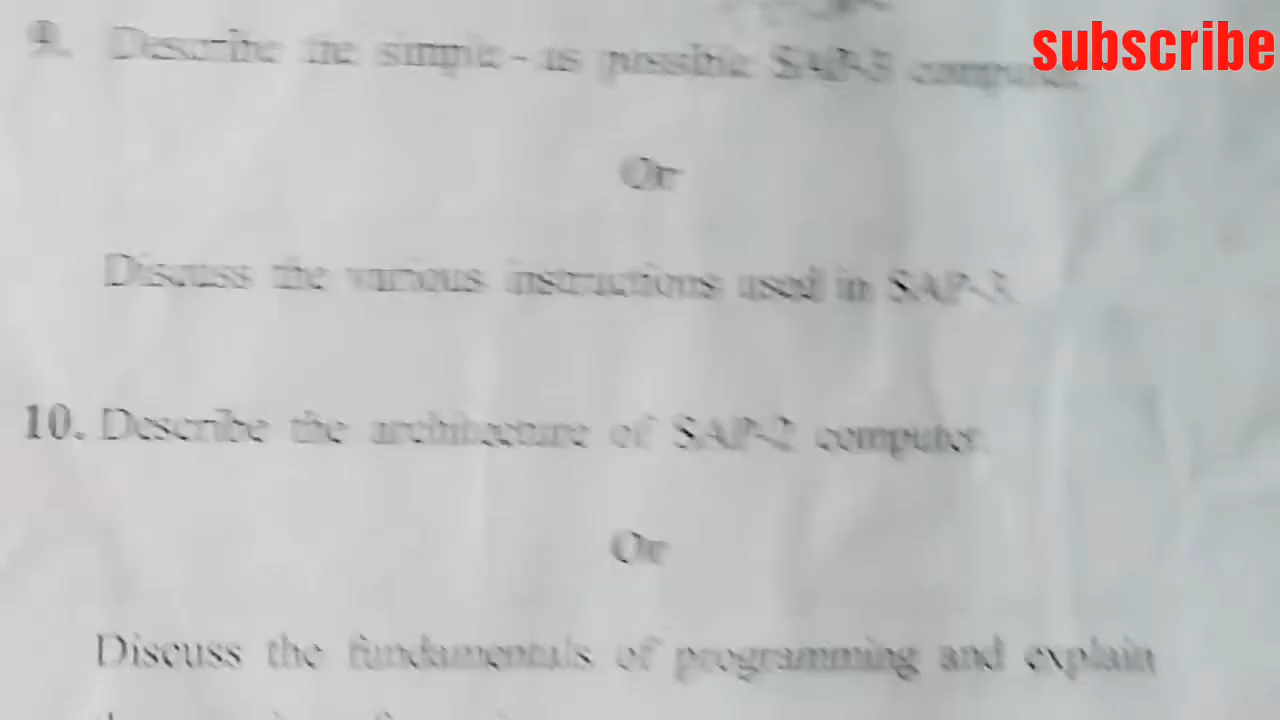 subscribe
9. Describe the simple - as possible SAP-3 computer.
Or
Discuss the various instructions used in SAP-3.
10. Describe the architecture of SAP-2 computer.
Or
Discuss the fundamentals of programming and explain